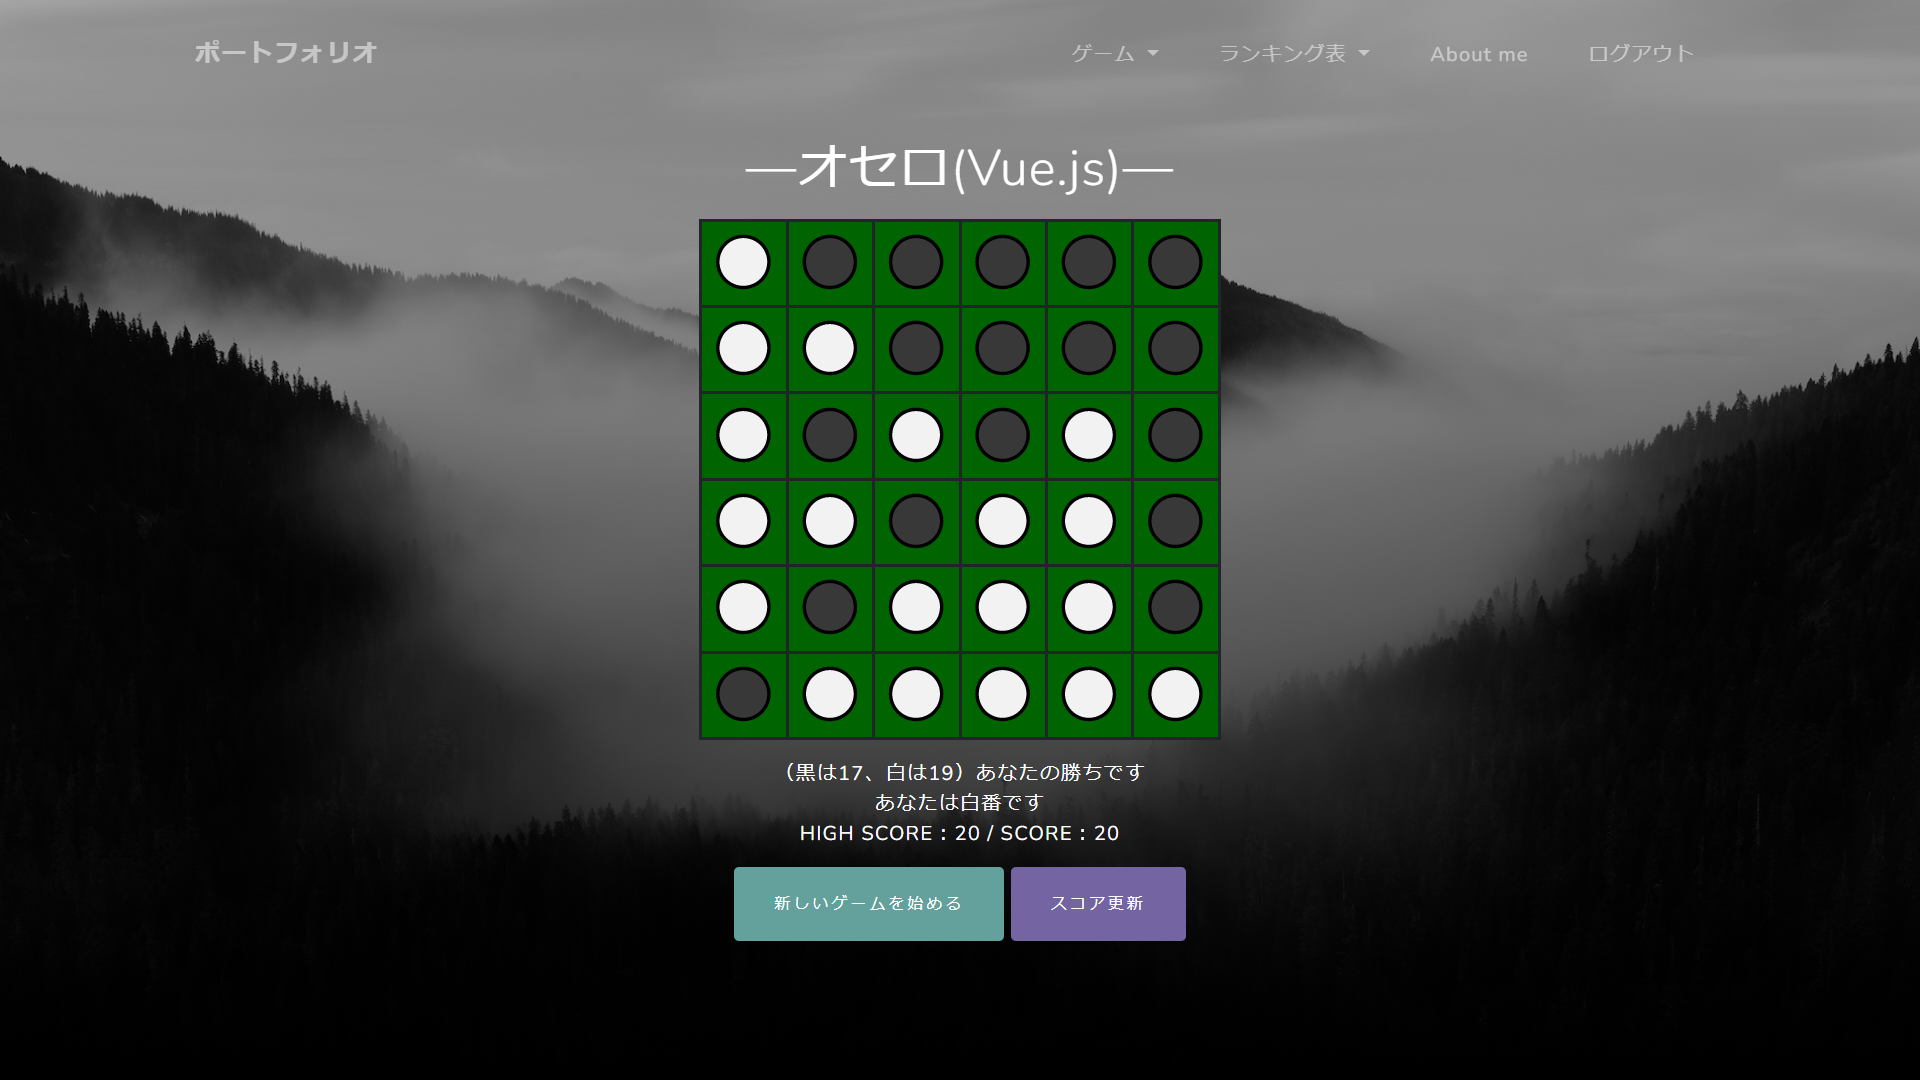 ポートフォリオ
ゲーム
ランキング表
About me
ログアウト
―オセロ(Vue.js)―
（黒は17、白は19）あなたの勝ちです
あなたは白番です
HIGH SCORE : 20 / SCORE : 20
新しいゲームを始める
スコア更新